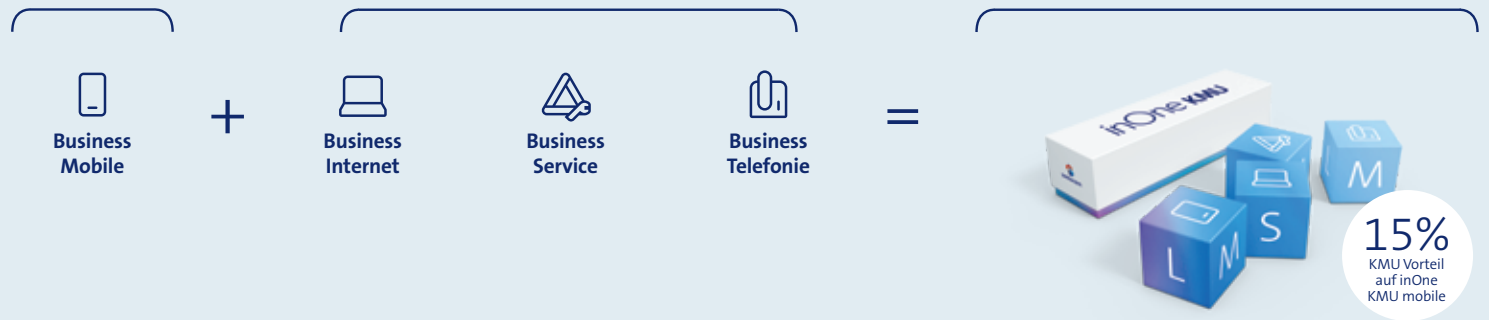 Business
Mobile
+
Business
Internet
Business
Service
Business
Telefonie
=
inOne KMU
M
S
L
M
15%
KMU Vorteil
auf inOne
KMU mobile